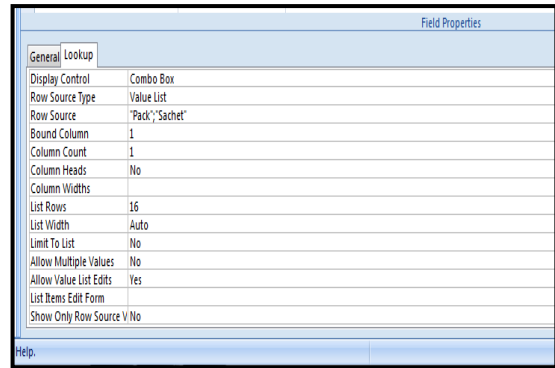 Field Properties
General Lookup
Display Control Combo Box
Row Source Type Value List
Row Source "Pack";"Sachet"
Bound Column 1
Column Count 1
Column Heads No
Column Widths
List Rows 16
List Width Auto
Limit To List No
Allow Multiple Values No
Allow Value List Edits Yes
List Items Edit Form
Show Only Row Source V No
Help.